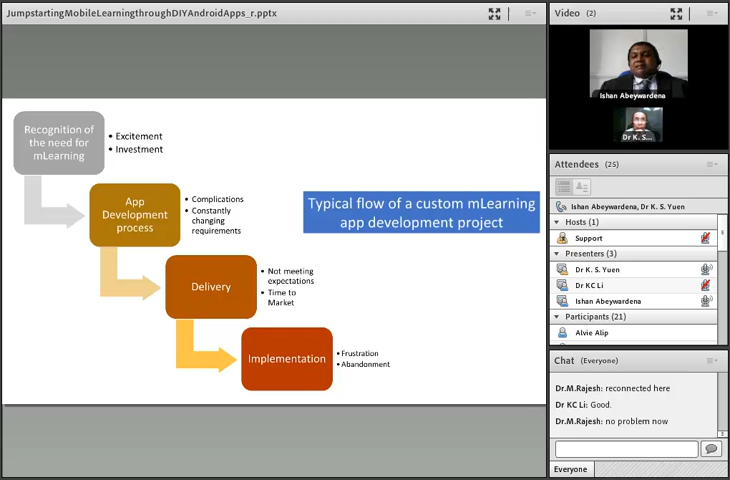 JumpstartingMobileLearningthroughDIYAndroidApps_r.pptx
Recognition of
the need for
mLearning
• Excitement
• Investment
App
Development
process
• Complications
• Constantly
changing
requirements
Typical flow of a custom mLearning
app development project
Delivery
• Not meeting
expectations
• Time to
Market
Implementation
• Frustration
• Abandonment
Video (2)
Ishan Abeywardena
Dr K. S...
Attendees (25)
Ishan Abeywardena, Dr K. S. Yuen
Hosts (1)
Support
Presenters (3)
Dr K. S. Yuen
Dr KC Li
Ishan Abeywardena
Participants (21)
Alvie Alip
Chat (Everyone)
Dr.M.Rajesh: reconnected here
Dr KC Li: Good.
Dr.M.Rajesh: no problem now
Everyone